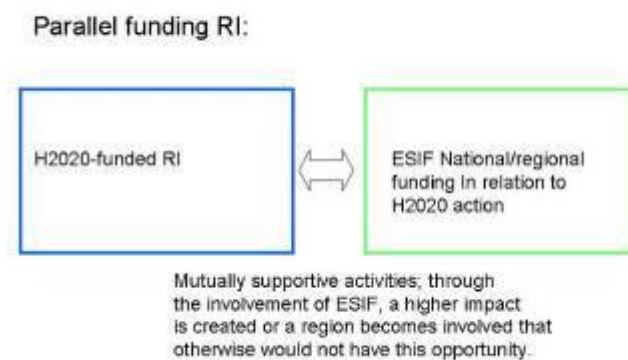 Parallel funding RI:
H2020-funded RI
ESIF National/regional
funding In relation to
H2020 action
Mutually supportive activities; through
the involvement of ESIF, a higher impact
is created or a region becomes involved that
otherwise would not have this opportunity.